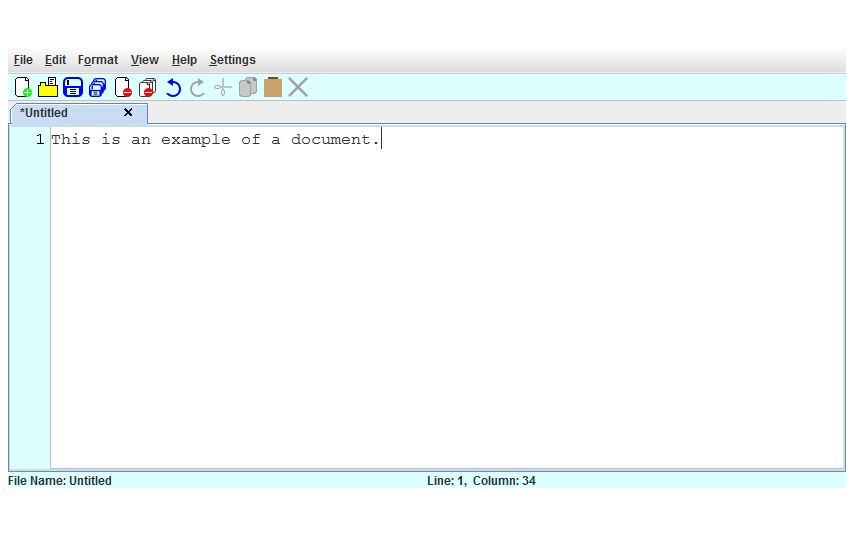 File Edit Format View Help Settings
*Untitled
1 This is an example of a document.
File Name: Untitled Line: 1, Column: 34